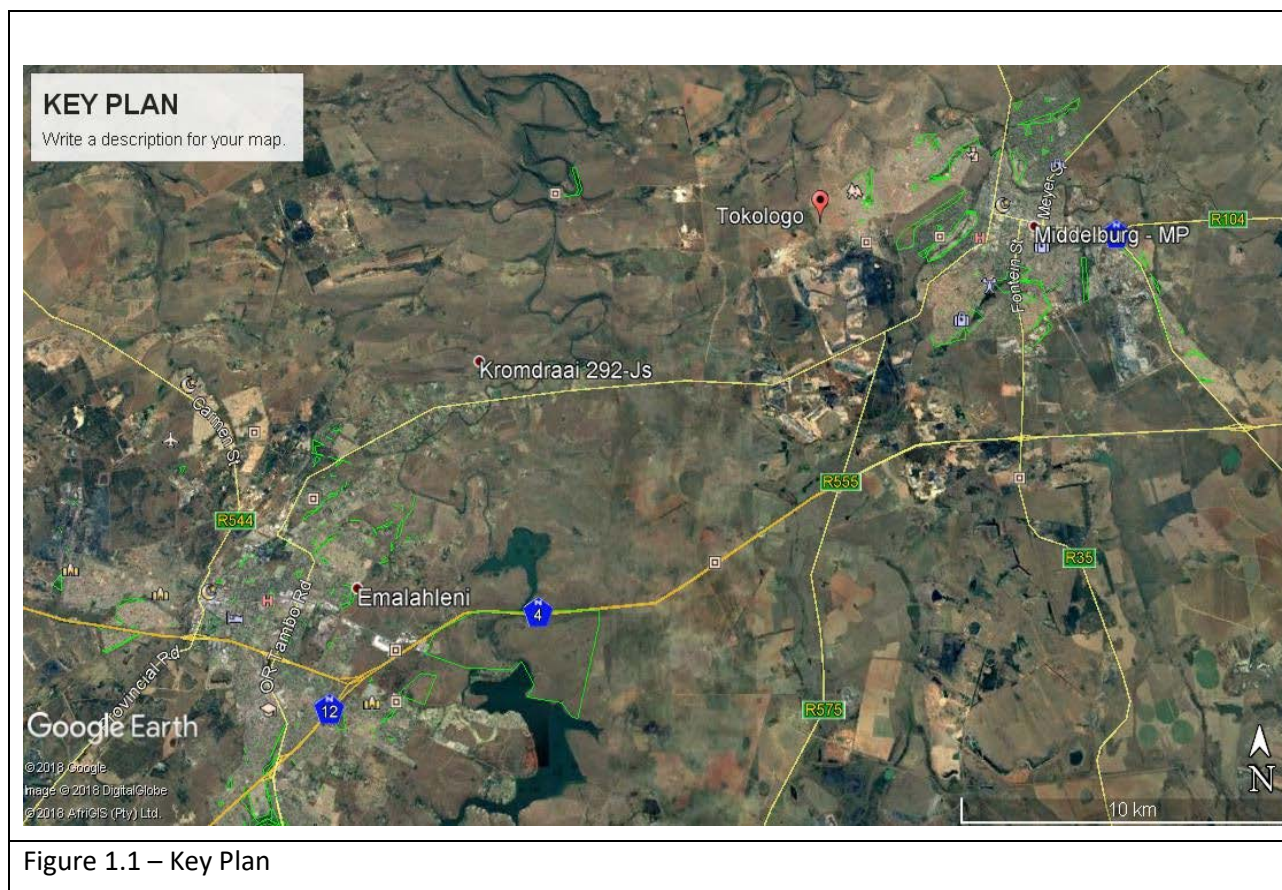 KEY PLAN
Write a description for your map.
Tokologo
Meyer St
R104
Middelburg - MP
Fontein St
Kromdraai 292-Js
Carmen St
R555
R544
R35
Emalahleni
N
4
OR Tambo Rd
Provincial Rd
N
12
R575
Google Earth
© 2018 Google
Image © 2018 DigitalGlobe
© 2018 AfriGIS (Pty) Ltd.
N
10 km
Figure 1.1 – Key Plan